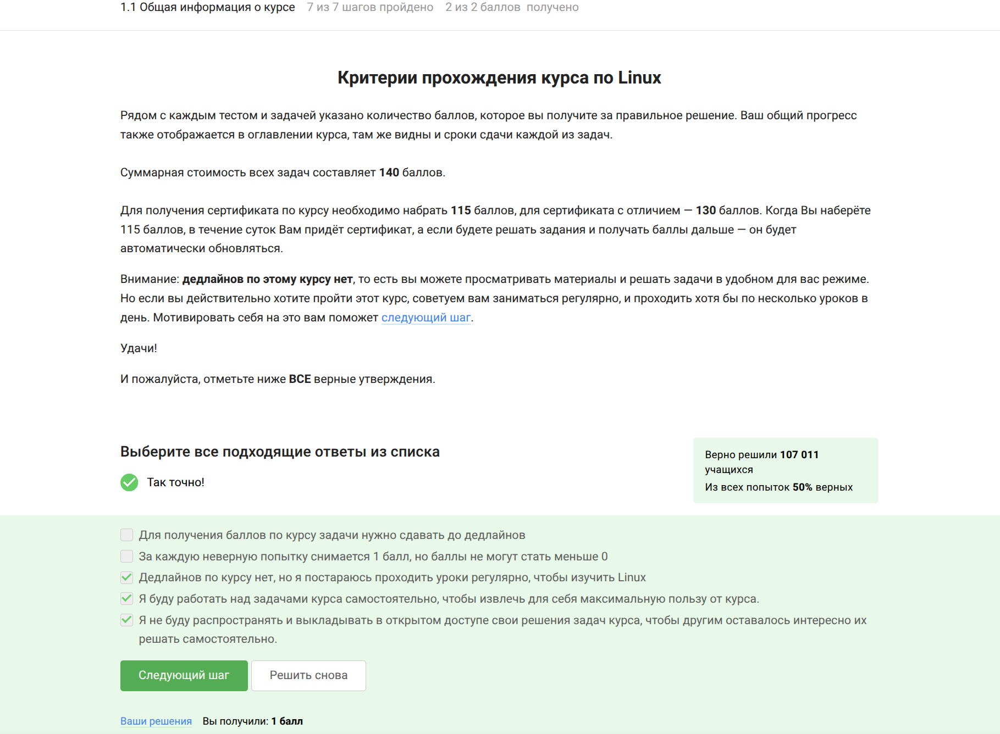 1.1 Общая информация о курсе 7 из 7 шагов пройдено 2 из 2 баллов получено
Критерии прохождения курса по Linux
Рядом с каждым тестом и задачей указано количество баллов, которое вы получите за правильное решение. Ваш общий прогресс
также отображается в оглавлении курса, там же видны и сроки сдачи каждой из задач.
Суммарная стоимость всех задач составляет 140 баллов.
Для получения сертификата по курсу необходимо набрать 115 баллов, для сертификата с отличием — 130 баллов. Когда Вы наберёте
115 баллов, в течение суток Вам придёт сертификат, а если будете решать задания и получать баллы дальше — он будет
автоматически обновляться.
Внимание: дедлайнов по этому курсу нет, то есть вы можете просматривать материалы и решать задачи в удобном для вас режиме.
Но если вы действительно хотите пройти этот курс, советуем вам заниматься регулярно, и проходить хотя бы по несколько уроков в
день. Мотивировать себя на это вам поможет следующий шаг.
Удачи!
И пожалуйста, отметьте ниже ВСЕ верные утверждения.
Выберите все подходящие ответы из списка
Так точно!
Верно решили 107 011
учащихся
Из всех попыток 50% верных
Для получения баллов по курсу задачи нужно сдавать до дедлайнов
За каждую неверную попытку снимается 1 балл, но баллы не могут стать меньше 0
Дедлайнов по курсу нет, но я постараюсь проходить уроки регулярно, чтобы изучить Linux
Я буду работать над задачами курса самостоятельно, чтобы извлечь для себя максимальную пользу от курса.
Я не буду распространять и выкладывать в открытом доступе свои решения задач курса, чтобы другим оставалось интересно их
решать самостоятельно.
Следующий шаг Решить снова
Ваши решения Вы получили: 1 балл